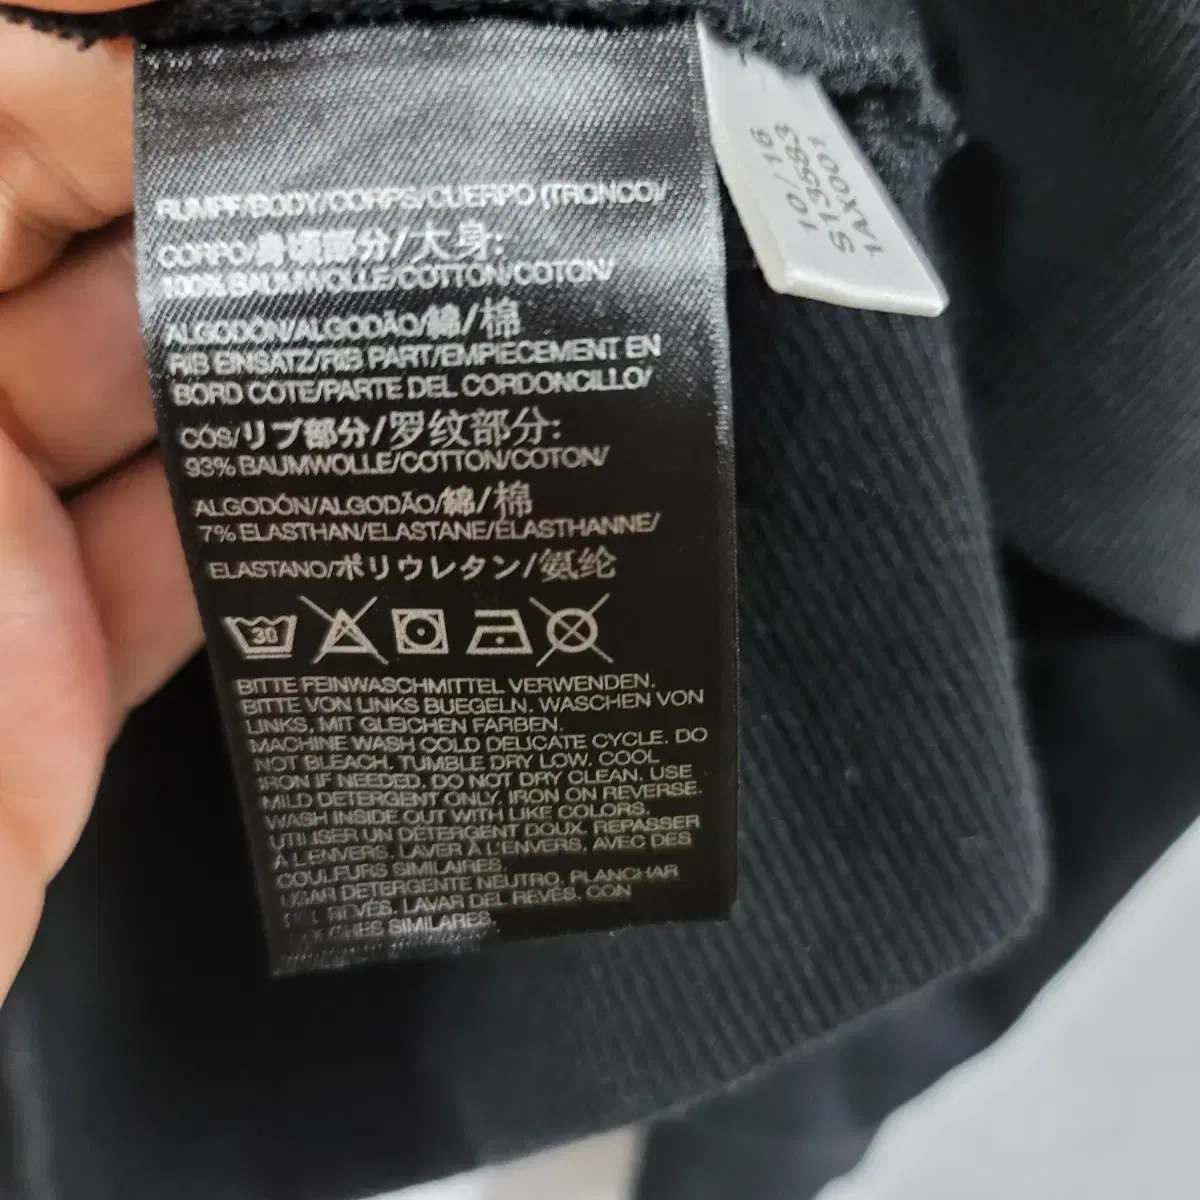 RUMPF/BODY/CORPS/CUERPO (TRONCO)/
CORPO/身頃部分/大身:
100% BAUMWOLLE/COTTON/COTON/
ALGODÓN/ALGODÃO/綿/棉
RIB EINSATZ/RIB PART/EMPIECEMENT EN
BORD COTE/PARTE DEL CORDONCILLO/
CÓS/リブ部分/罗纹部分:
93% BAUMWOLLE/COTTON/COTON/
ALGODÓN/ALGODÃO/綿/棉
7% ELASTHAN/ELASTANE/ÉLASTHANNE/
ELASTANO/ポリウレタン/氨纶
30
BITTE FEINWASCHMITTEL VERWENDEN.
BITTE VON LINKS BUEGELN. WASCHEN VON
LINKS, MIT GLEICHEN FARBEN.
MACHINE WASH COLD DELICATE CYCLE. DO
NOT BLEACH. TUMBLE DRY LOW. COOL
IRON IF NEEDED. DO NOT DRY CLEAN. USE
MILD DETERGENT ONLY. IRON ON REVERSE.
WASH INSIDE OUT WITH LIKE COLORS.
UTILISER UN DÉTERGENT DOUX. REPASSER
À L'ENVERS. LAVER À L'ENVERS, AVEC DES
COULEURS SIMILAIRES.
USAR DETERGENTE NEUTRO. PLANCHAR
REVÉS. LAVAR DEL REVÉS, CON
SIMILARES.
10/16
S13883
1AX001